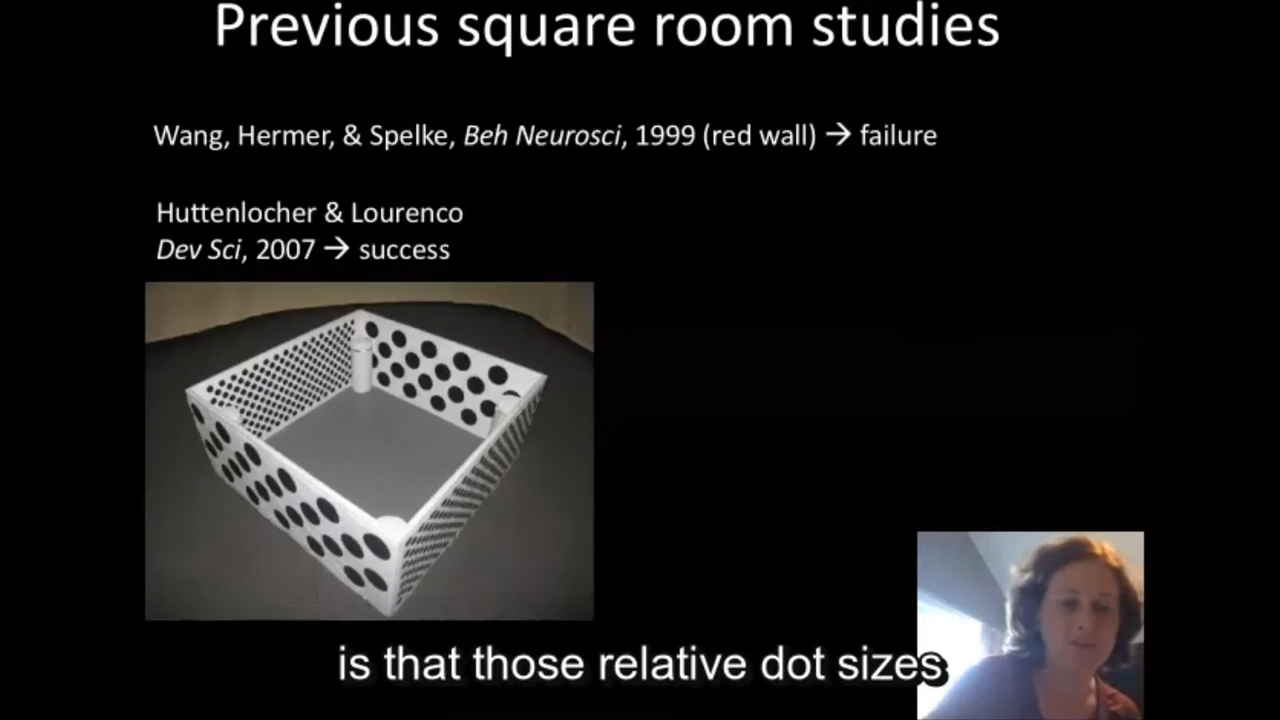 Previous square room studies
Wang, Hermer, & Spelke, Beh Neurosci, 1999 (red wall) → failure
Huttenlocher & Lourenco
Dev Sci, 2007 → success
is that those relative dot sizes